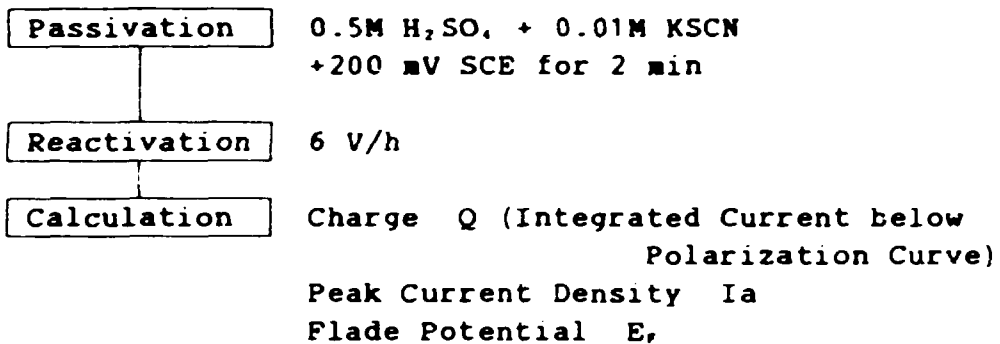 Passivation 0.5M H₂SO₄ + 0.01M KSCN
+200 mV SCE for 2 min
Reactivation 6 V/h
Calculation Charge Q (Integrated Current below
Polarization Curve)
Peak Current Density Ia
Flade Potential E_F